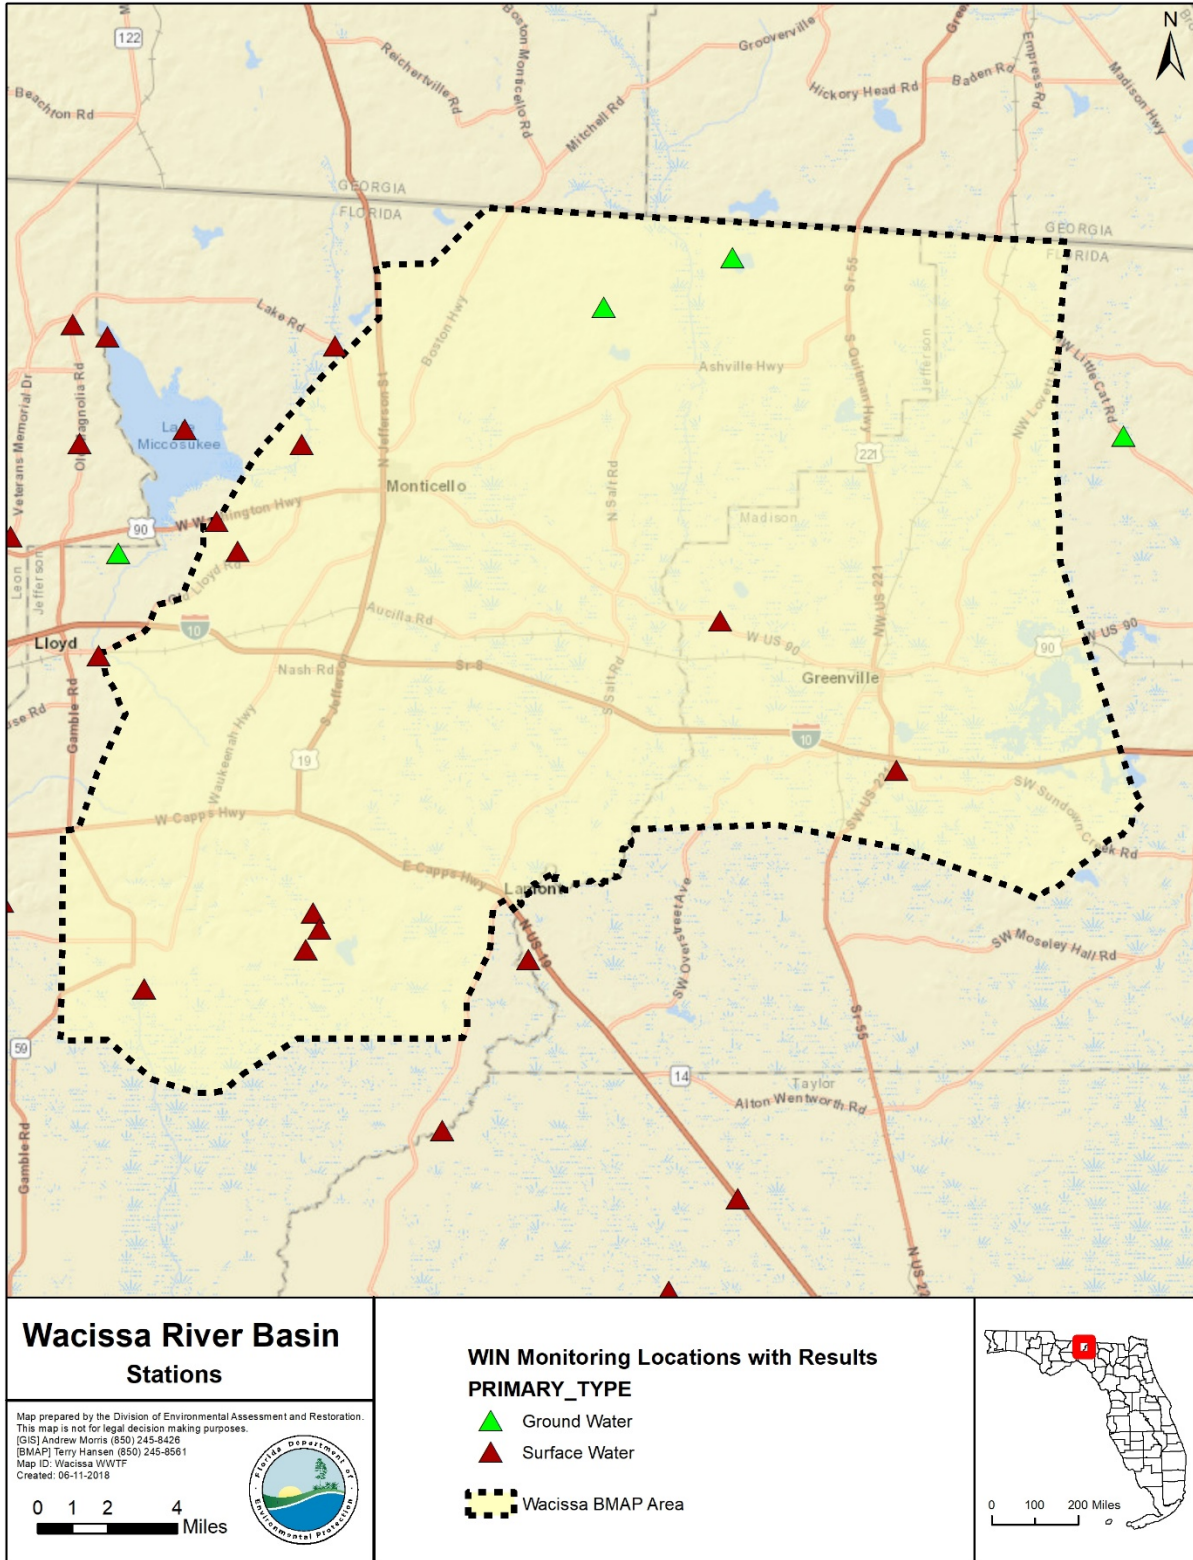 122
Beachron Rd
Reichertville Rd
Boston Monticello Rd
Mitchell Rd
Grooverville
Hickory Head Rd
Baden Rd
Empress Rd
Madison Hwy
N
GEORGIA
FLORIDA
GEORGIA
FLORIDA
Lake Rd
Boston Hwy
N Jefferson St
Ashville Hwy
Sr-55
S Quitman Hwy
Jefferson
NW Lovett Rd
NW Little Cat Rd
Veterans Memorial Dr
Old Magnolia Rd
Lake
Miccosukee
221
Monticello
N Salt Rd
Madison
W Washington Hwy
90
Old Lloyd Rd
Leon
Jefferson
Lloyd
10
Aucilla Rd
NW US 221
W US 90
90
W US 90
Nash Rd
Sr-8
S Salt Rd
Greenville
Gamble Rd
S Jefferson
Waukeenah Hwy
19
10
SW US 221
SW Sundown Creek Rd
W Capps Hwy
E Capps Hwy
Lamont
N US 19
SW Overstreet Ave
SW Moseley Hall Rd
Sr-55
59
14
Taylor
Alton Wentworth Rd
Gamble Rd
N US 22
Wacissa River Basin
Stations
Map prepared by the Division of Environmental Assessment and Restoration.
This map is not for legal decision making purposes.
[GIS] Andrew Morris (850) 245-8426
[BMAP] Terry Hansen (850) 245-8561
Map ID: Wacissa WWTF
Created: 06-11-2018
0 1 2 4
Miles
Florida Department of
Environmental Protection
WIN Monitoring Locations with Results
PRIMARY_TYPE
Ground Water
Surface Water
Wacissa BMAP Area
0 100 200 Miles